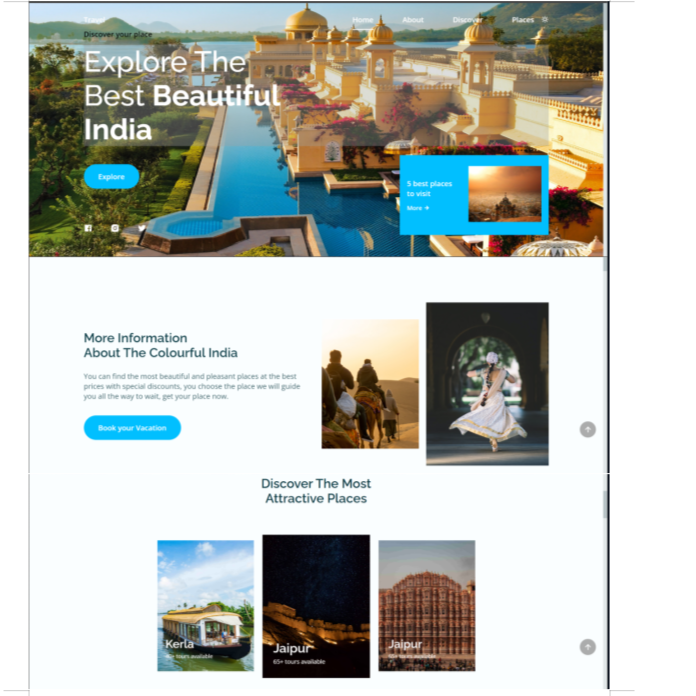 Travel
Home About Discover Places
Discover your place
Explore The
Best Beautiful
India
Explore
5 best places
to visit
More →
More Information
About The Colourful India
You can find the most beautiful and pleasant places at the best
prices with special discounts, you choose the place we will guide
you all the way to wait, get your place now.
Book your Vacation
Discover The Most
Attractive Places
Kerla Jaipur Jaipur
tours available 65+ tours available